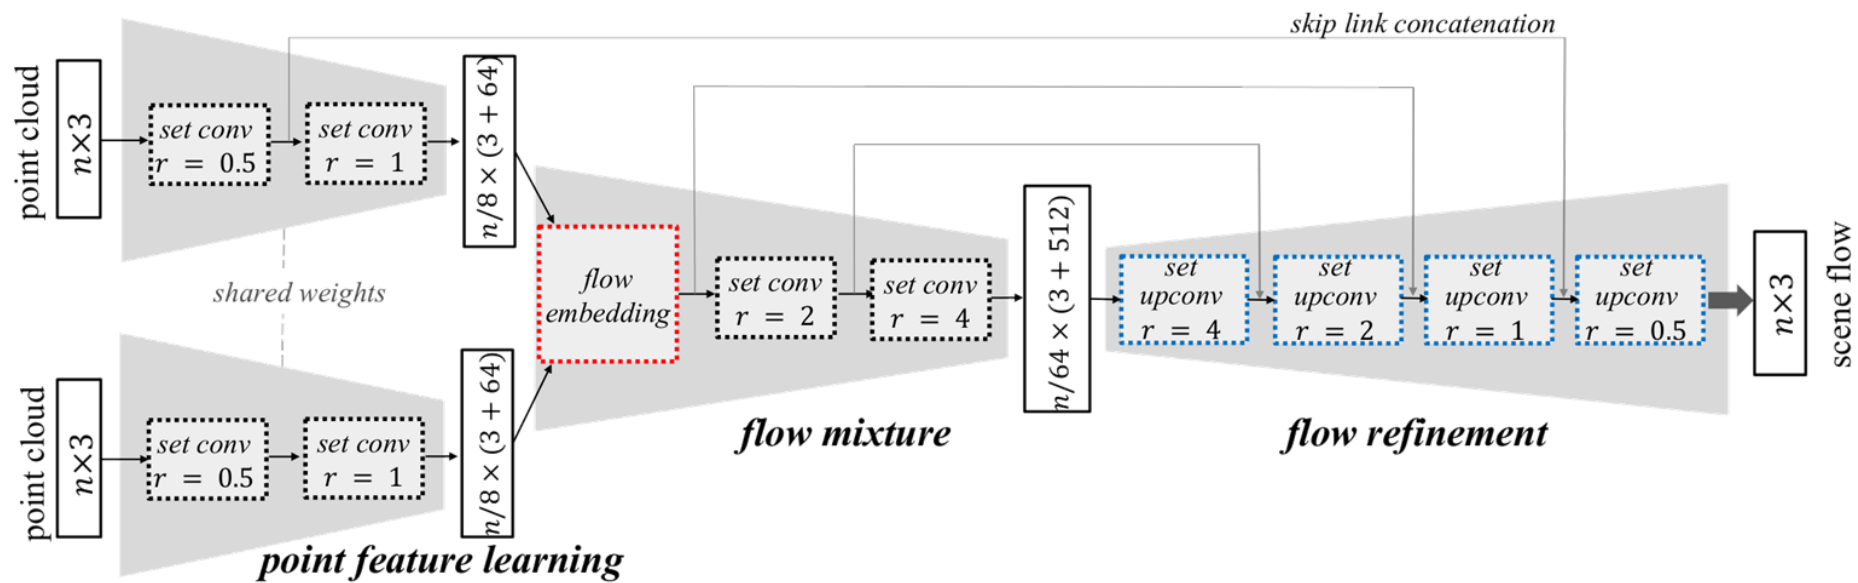 skip link concatenation
point cloud
n×3
set conv
r = 0.5
set conv
r = 1
n/8 × (3 + 64)
shared weights
point cloud
n×3
set conv
r = 0.5
set conv
r = 1
n/8 × (3 + 64)
point feature learning
flow
embedding
set conv
r = 2
set conv
r = 4
n/64 × (3 + 512)
flow mixture
set
upconv
r = 4
set
upconv
r = 2
set
upconv
r = 1
set
upconv
r = 0.5
flow refinement
n×3
scene flow